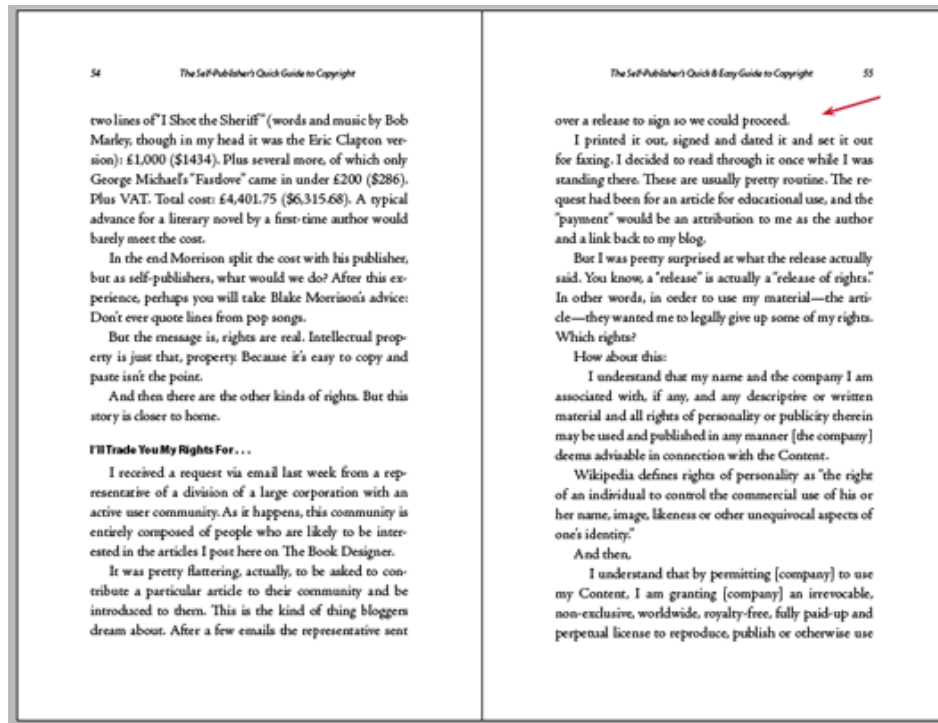 54 The Self-Publisher's Quick Guide to Copyright
two lines of "I Shot the Sheriff" (words and music by Bob
Marley, though in my head it was the Eric Clapton ver-
sion): £1,000 ($1434). Plus several more, of which only
George Michael's "Fastlove" came in under £200 ($286).
Plus VAT. Total cost: £4,401.75 ($6,315.68). A typical
advance for a literary novel by a first-time author would
barely meet the cost.
In the end Morrison split the cost with his publisher,
but as self-publishers, what would we do? After this ex-
perience, perhaps you will take Blake Morrison's advice:
Don't ever quote lines from pop songs.
But the message is, rights are real. Intellectual prop-
erty is just that, property. Because it's easy to copy and
paste isn't the point.
And then there are the other kinds of rights. But this
story is closer to home.
I'll Trade You My Rights For . . .
I received a request via email last week from a rep-
resentative of a division of a large corporation with an
active user community. As it happens, this community is
entirely composed of people who are likely to be inter-
ested in the articles I post here on The Book Designer.
It was pretty flattering, actually, to be asked to con-
tribute a particular article to their community and be
introduced to them. This is the kind of thing bloggers
dream about. After a few emails the representative sent
The Self-Publisher's Quick & Easy Guide to Copyright 55
over a release to sign so we could proceed.
I printed it out, signed and dated it and set it out
for faxing. I decided to read through it once while I was
standing there. These are usually pretty routine. The re-
quest had been for an article for educational use, and the
"payment" would be an attribution to me as the author
and a link back to my blog.
But I was pretty surprised at what the release actually
said. You know, a "release" is actually a "release of rights."
In other words, in order to use my material—the arti-
cle—they wanted me to legally give up some of my rights.
Which rights?
How about this:
I understand that my name and the company I am
associated with, if any, and any descriptive or written
material and all rights of personality or publicity therein
may be used and published in any manner [the company]
deems advisable in connection with the Content.
Wikipedia defines rights of personality as "the right
of an individual to control the commercial use of his or
her name, image, likeness or other unequivocal aspects of
one's identity."
And then,
I understand that by permitting [company] to use
my Content, I am granting [company] an irrevocable,
non-exclusive, worldwide, royalty-free, fully paid-up and
perpetual license to reproduce, publish or otherwise use